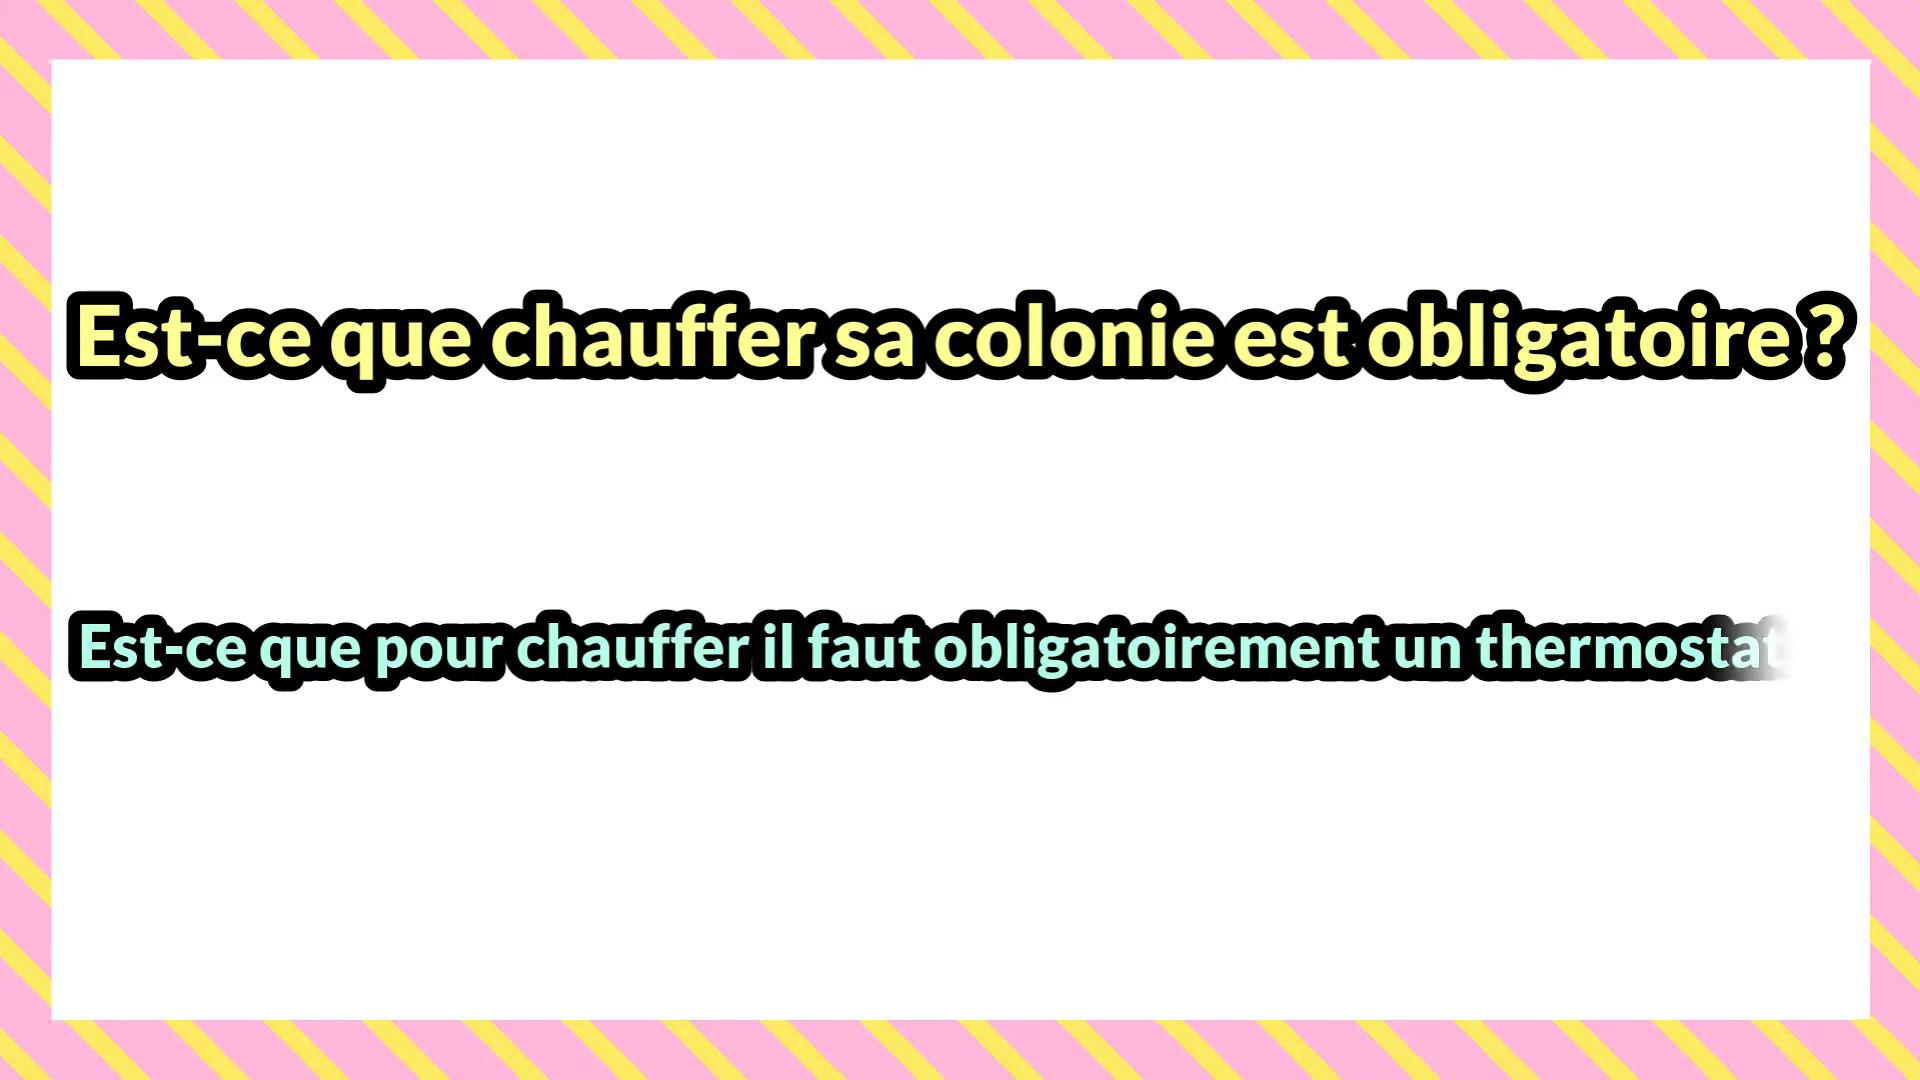 Est-ce que chauffer sa colonie est obligatoire ?
Est-ce que pour chauffer il faut obligatoirement un thermostat